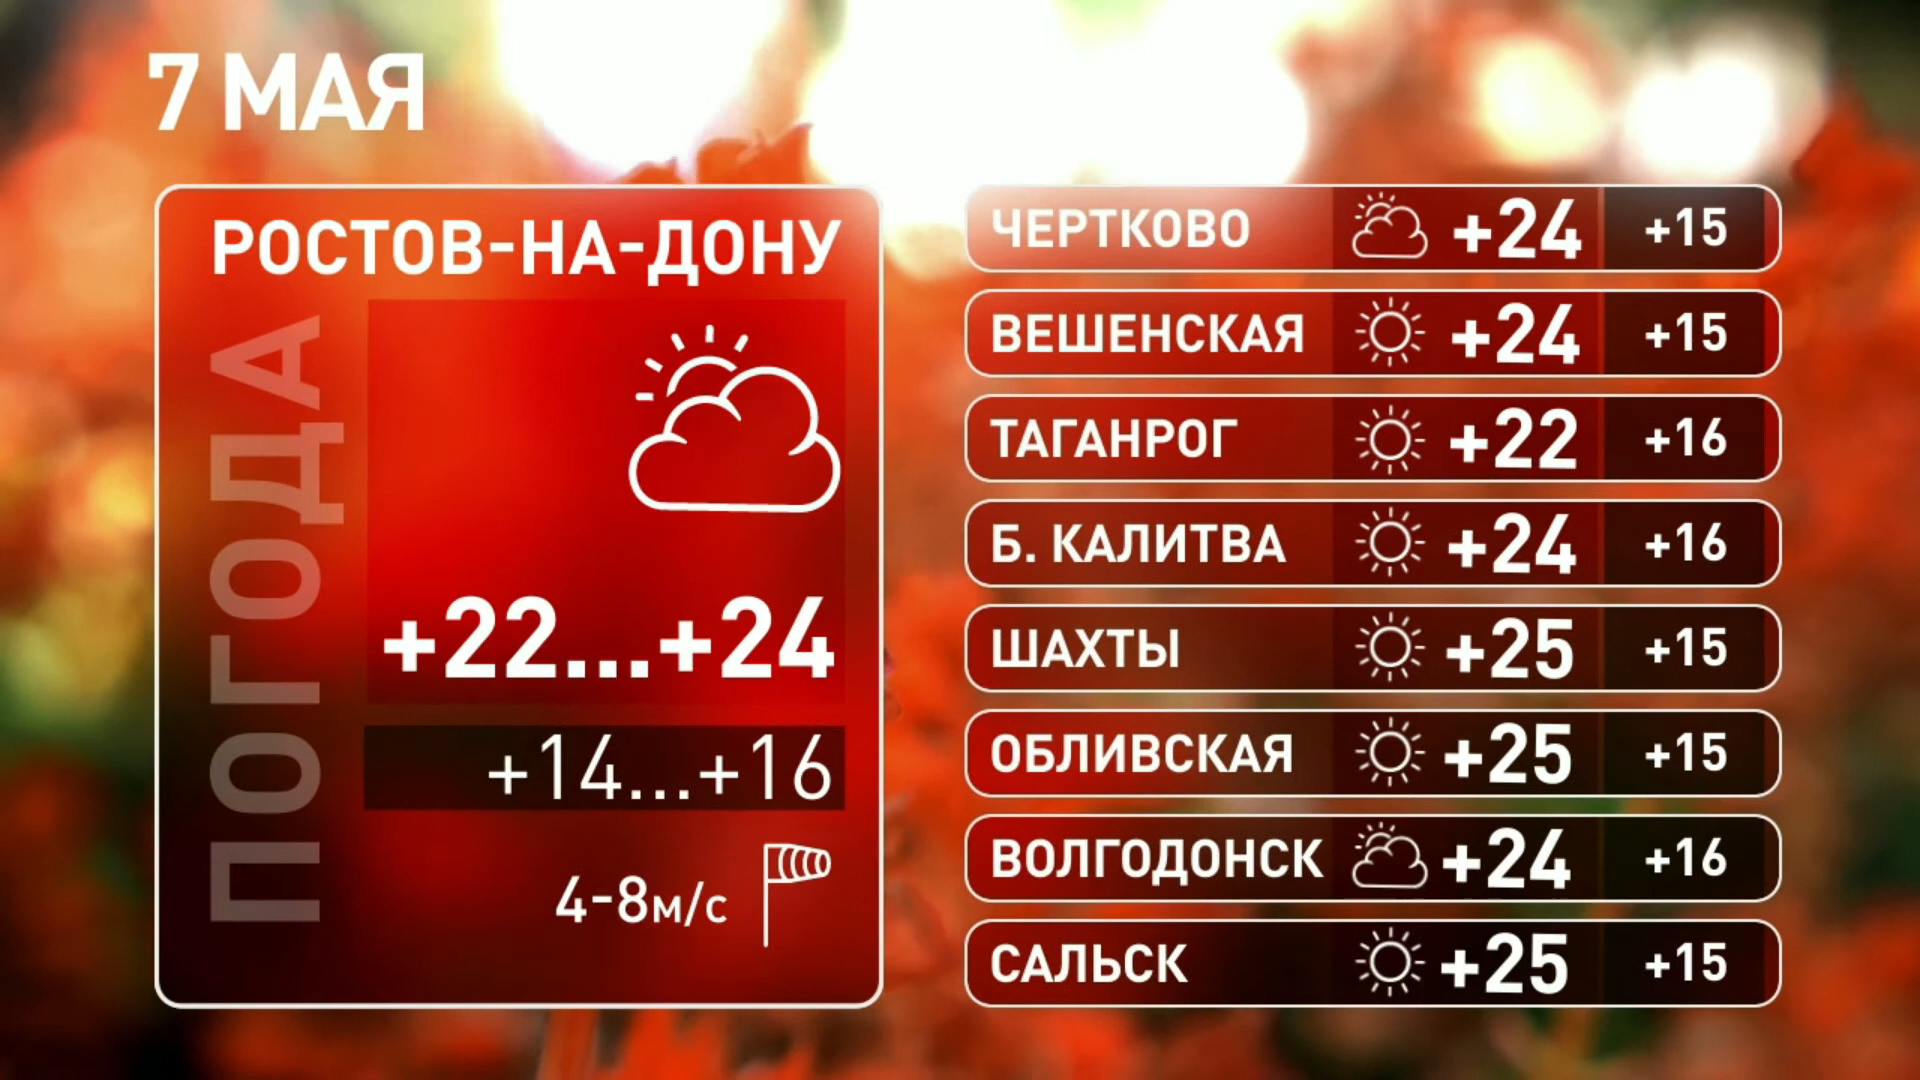 7 МАЯ
РОСТОВ-НА-ДОНУ
ПОГОДА
+22...+24
+14...+16
4-8м/с
ЧЕРТКОВО +24 +15
ВЕШЕНСКАЯ +24 +15
ТАГАНРОГ +22 +16
Б. КАЛИТВА +24 +16
ШАХТЫ +25 +15
ОБЛИВСКАЯ +25 +15
ВОЛГОДОНСК +24 +16
САЛЬСК +25 +15